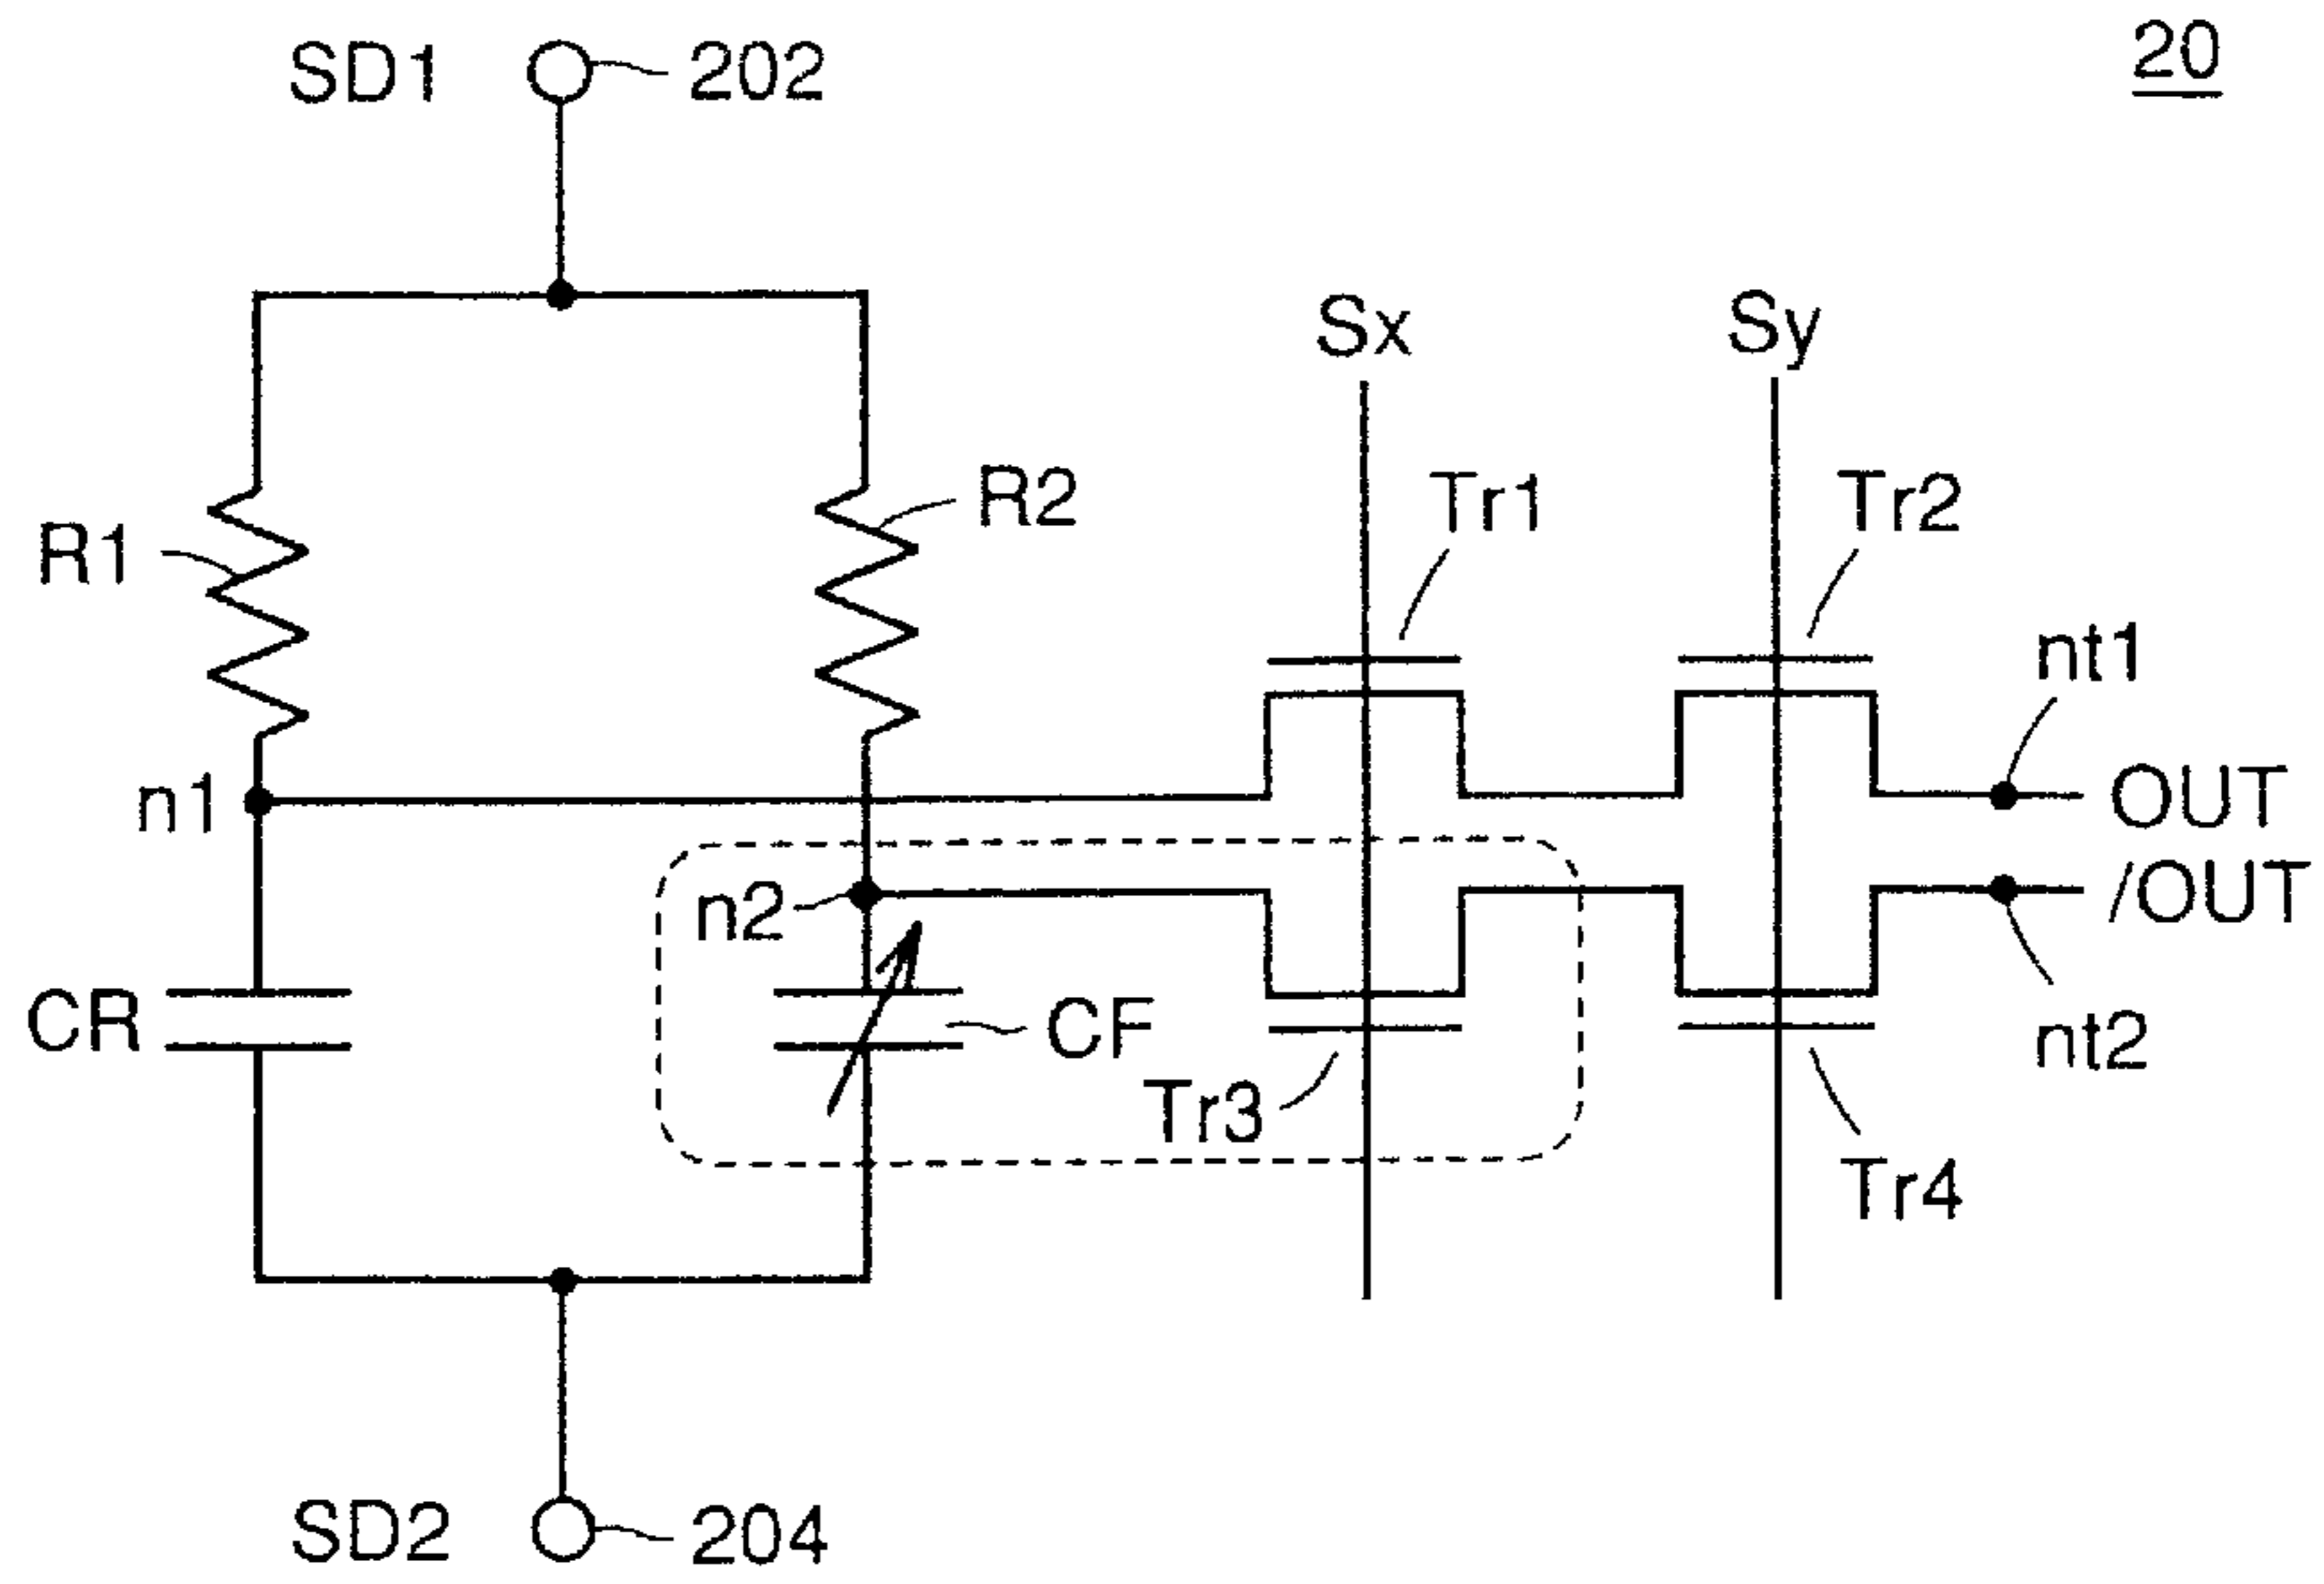 20
SD1
202
Sx
Sy
R1
R2
Tr1
Tr2
nt1
n1
OUT
n2
/OUT
CR
CF
nt2
Tr3
Tr4
SD2
204